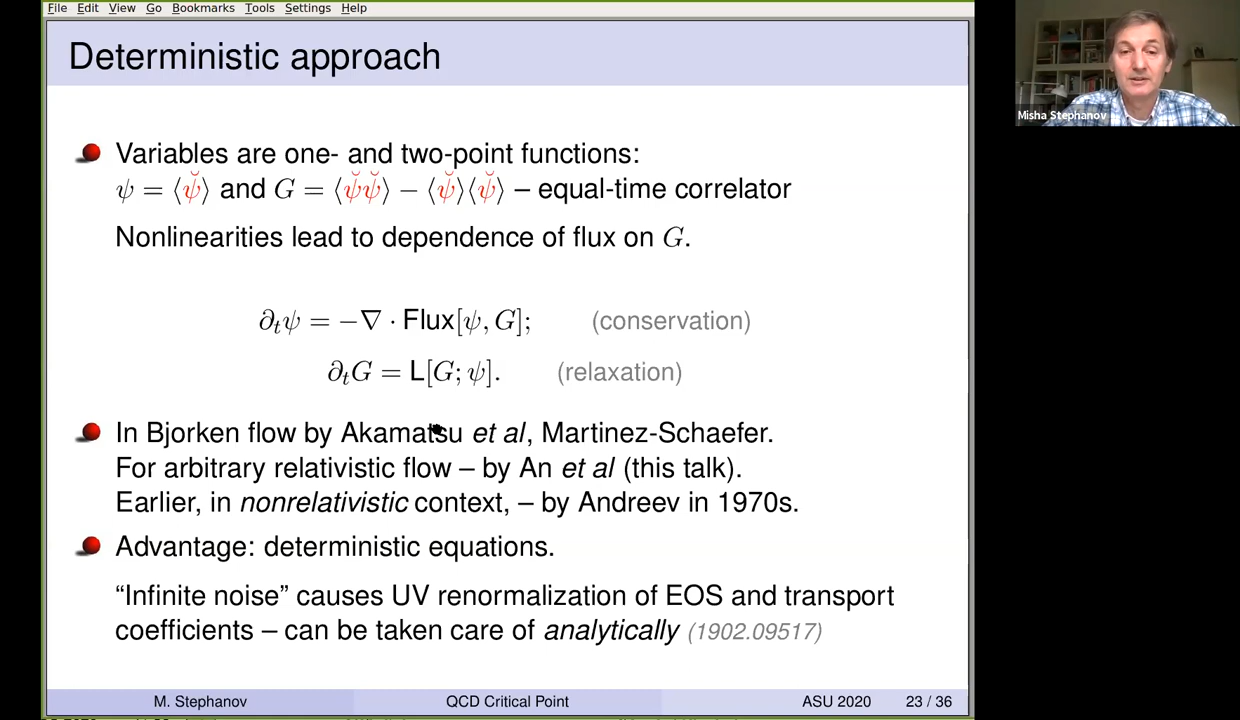 File Edit View Go Bookmarks Tools Settings Help
Deterministic approach
Misha Stephanov
Variables are one- and two-point functions:
ψ = ⟨ψ̆⟩ and G = ⟨ψ̆ψ̆⟩ − ⟨ψ̆⟩⟨ψ̆⟩ – equal-time correlator
Nonlinearities lead to dependence of flux on G.
∂ₜψ = −∇ · Flux[ψ, G]; (conservation)
∂ₜG = L[G; ψ]. (relaxation)
In Bjorken flow by Akamatsu et al, Martinez-Schaefer.
For arbitrary relativistic flow – by An et al (this talk).
Earlier, in nonrelativistic context, – by Andreev in 1970s.
Advantage: deterministic equations.
“Infinite noise” causes UV renormalization of EOS and transport
coefficients – can be taken care of analytically (1902.09517)
M. Stephanov QCD Critical Point ASU 2020 23 / 36